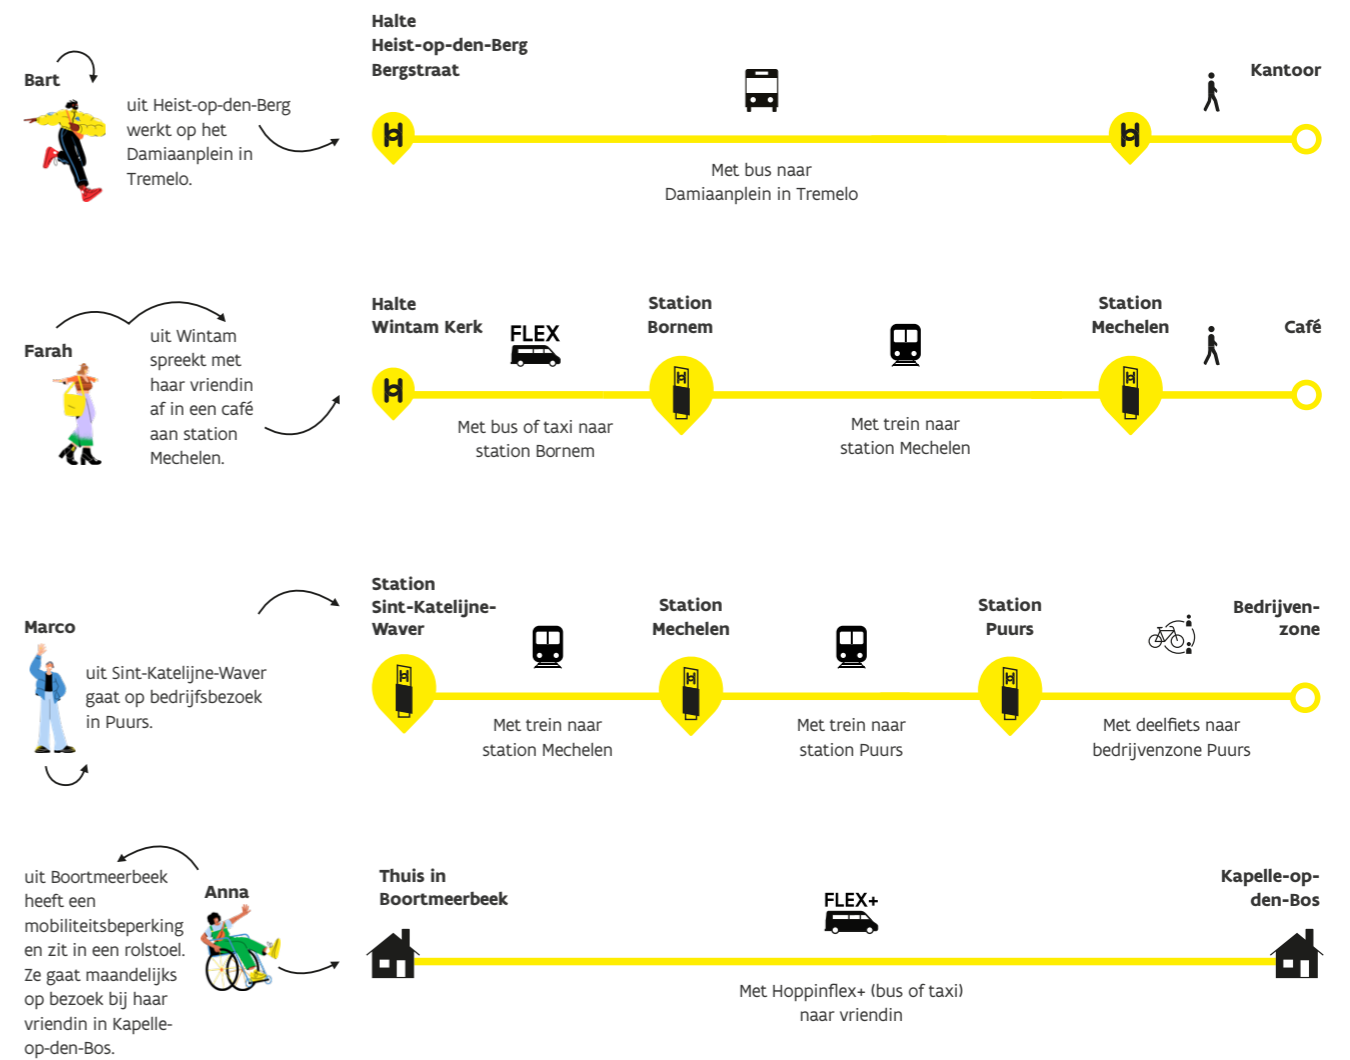 Bart
uit Heist-op-den-Berg
werkt op het
Damiaanplein in
Tremelo.
Halte
Heist-op-den-Berg
Bergstraat
Kantoor
Met bus naar
Damiaanplein in Tremelo
Farah
uit Wintam
spreekt met
haar vriendin
af in een café
aan station
Mechelen.
Halte
Wintam Kerk
FLEX
Station
Bornem
Station
Mechelen
Café
Met bus of taxi naar
station Bornem
Met trein naar
station Mechelen
Marco
uit Sint-Katelijne-Waver
gaat op bedrijfsbezoek
in Puurs.
Station
Sint-Katelijne-
Waver
Station
Mechelen
Station
Puurs
Bedrijven-
zone
Met trein naar
station Mechelen
Met trein naar
station Puurs
Met deelfiets naar
bedrijvenzone Puurs
Anna
uit Boortmeerbeek
heeft een
mobiliteitsbeperking
en zit in een rolstoel.
Ze gaat maandelijks
op bezoek bij haar
vriendin in Kapelle-
op-den-Bos.
Thuis in
Boortmeerbeek
FLEX+
Kapelle-op-
den-Bos
Met Hoppinflex+ (bus of taxi)
naar vriendin